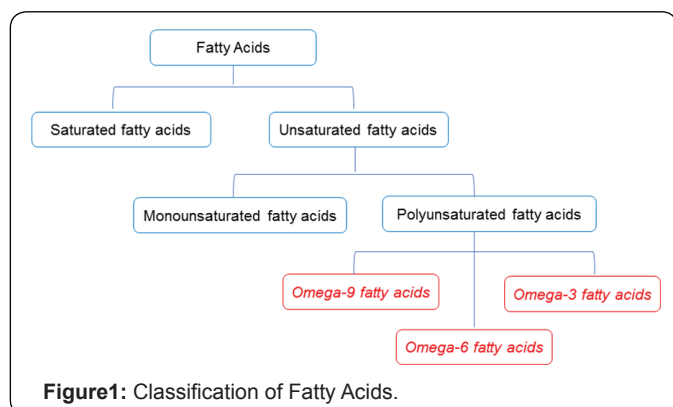 Fatty Acids
Saturated fatty acids
Unsaturated fatty acids
Monounsaturated fatty acids
Polyunsaturated fatty acids
Omega-9 fatty acids
Omega-3 fatty acids
Omega-6 fatty acids
Figure1: Classification of Fatty Acids.